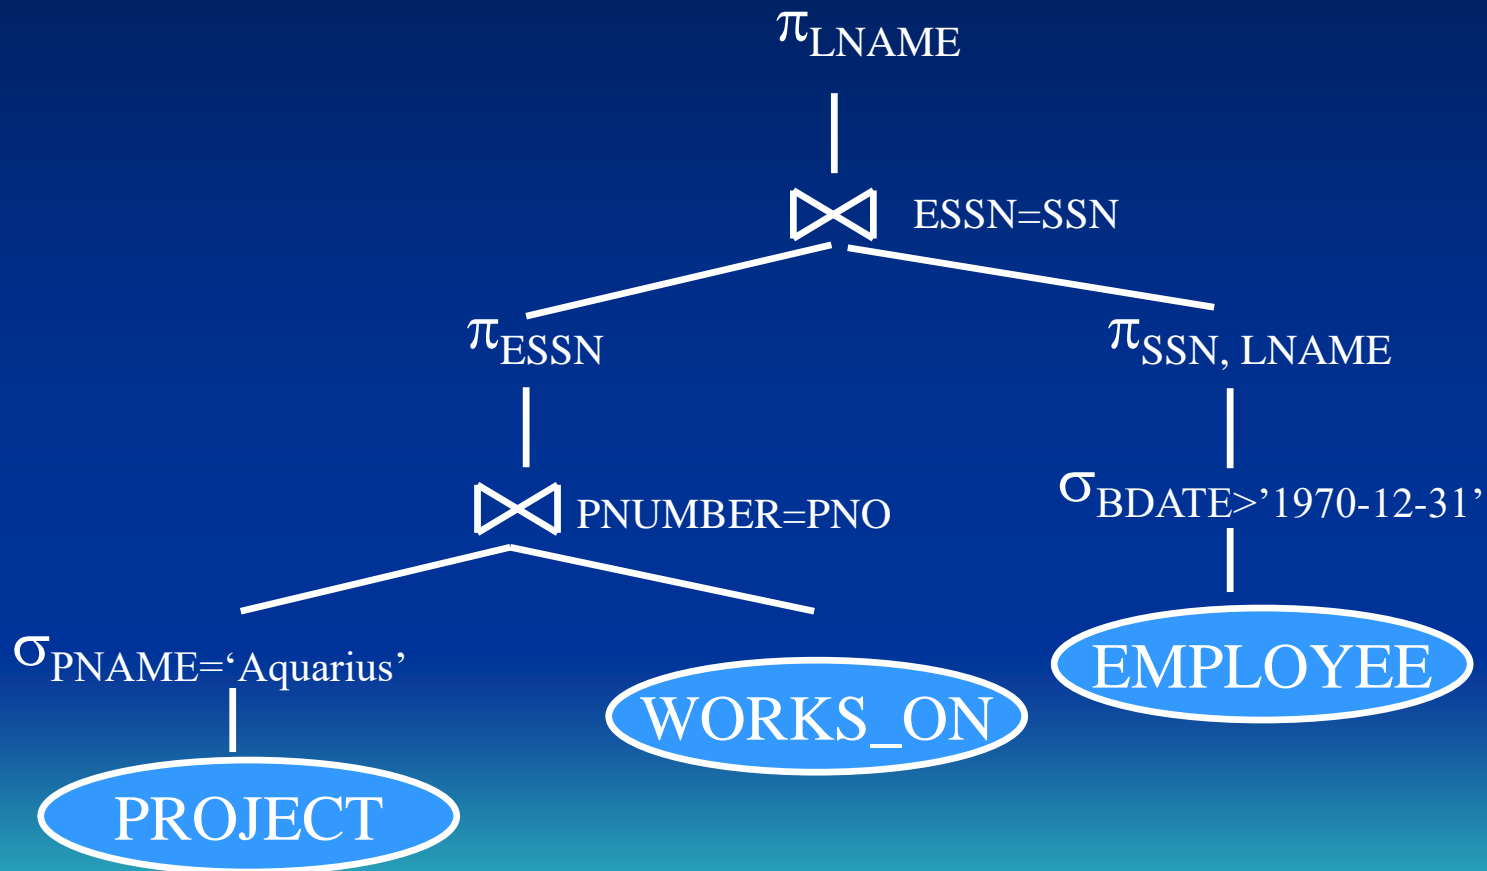 πLNAME
ESSN=SSN
πESSN
πSSN, LNAME
PNUMBER=PNO
σBDATE>’1970-12-31’
σPNAME=‘Aquarius’
WORKS_ON
EMPLOYEE
PROJECT